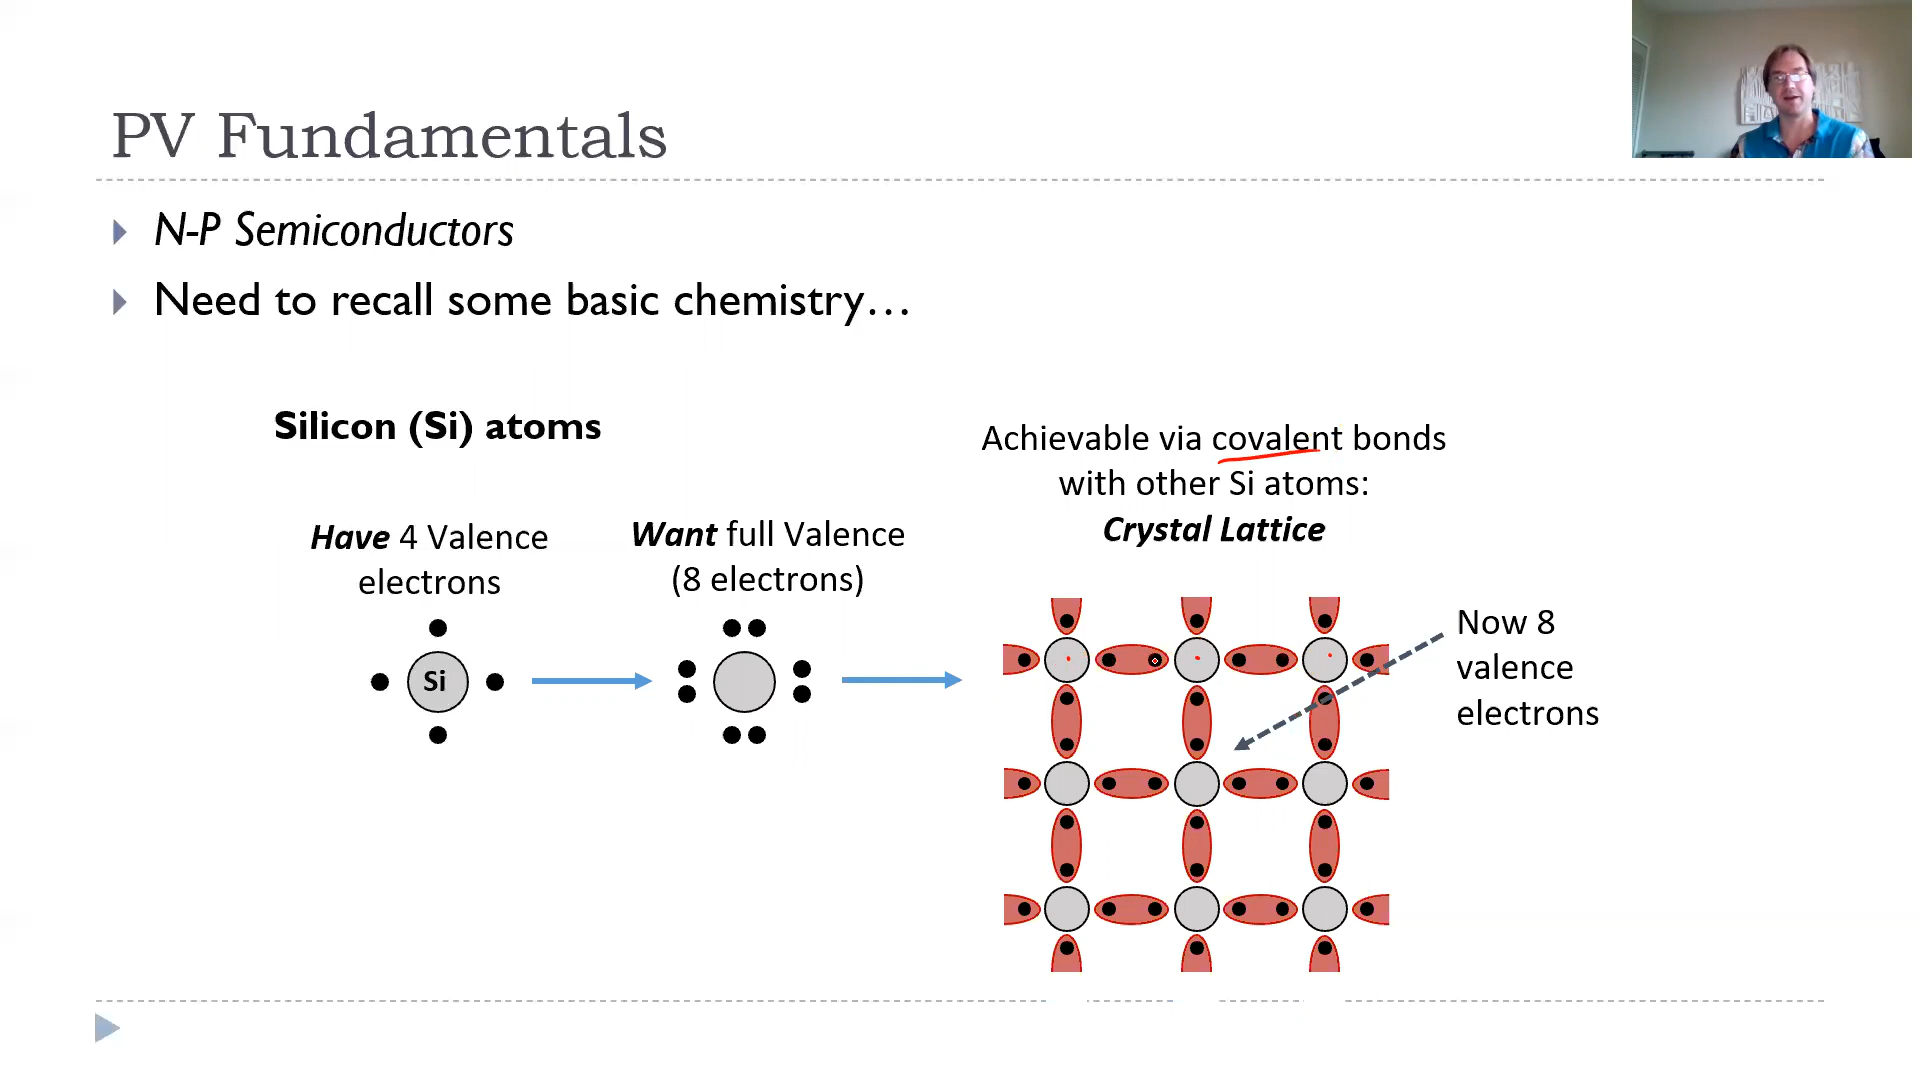 PV Fundamentals
N-P Semiconductors
Need to recall some basic chemistry…
Silicon (Si) atoms
Have 4 Valence
electrons
Si
Want full Valence
(8 electrons)
Achievable via covalent bonds
with other Si atoms:
Crystal Lattice
Now 8
valence
electrons